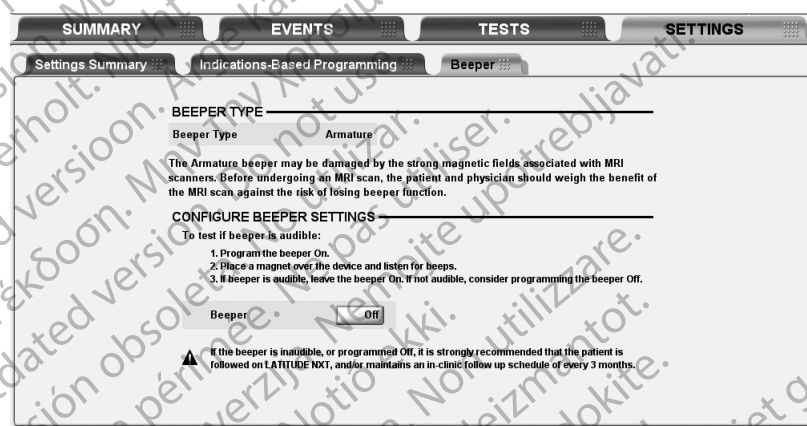 SUMMARY EVENTS TESTS SETTINGS
Settings Summary Indications-Based Programming Beeper
BEEPER TYPE
Beeper Type Armature
The Armature beeper may be damaged by the strong magnetic fields associated with MRI
scanners. Before undergoing an MRI scan, the patient and physician should weigh the benefit of
the MRI scan against the risk of losing beeper function.
CONFIGURE BEEPER SETTINGS
To test if beeper is audible:
1. Program the beeper On.
2. Place a magnet over the device and listen for beeps.
3. If beeper is audible, leave the beeper On. If not audible, consider programming the beeper Off.
Beeper Off
If the beeper is inaudible, or programmed Off, it is strongly recommended that the patient is
followed on LATITUDE NXT, and/or maintains an in-clinic follow up schedule of every 3 months.